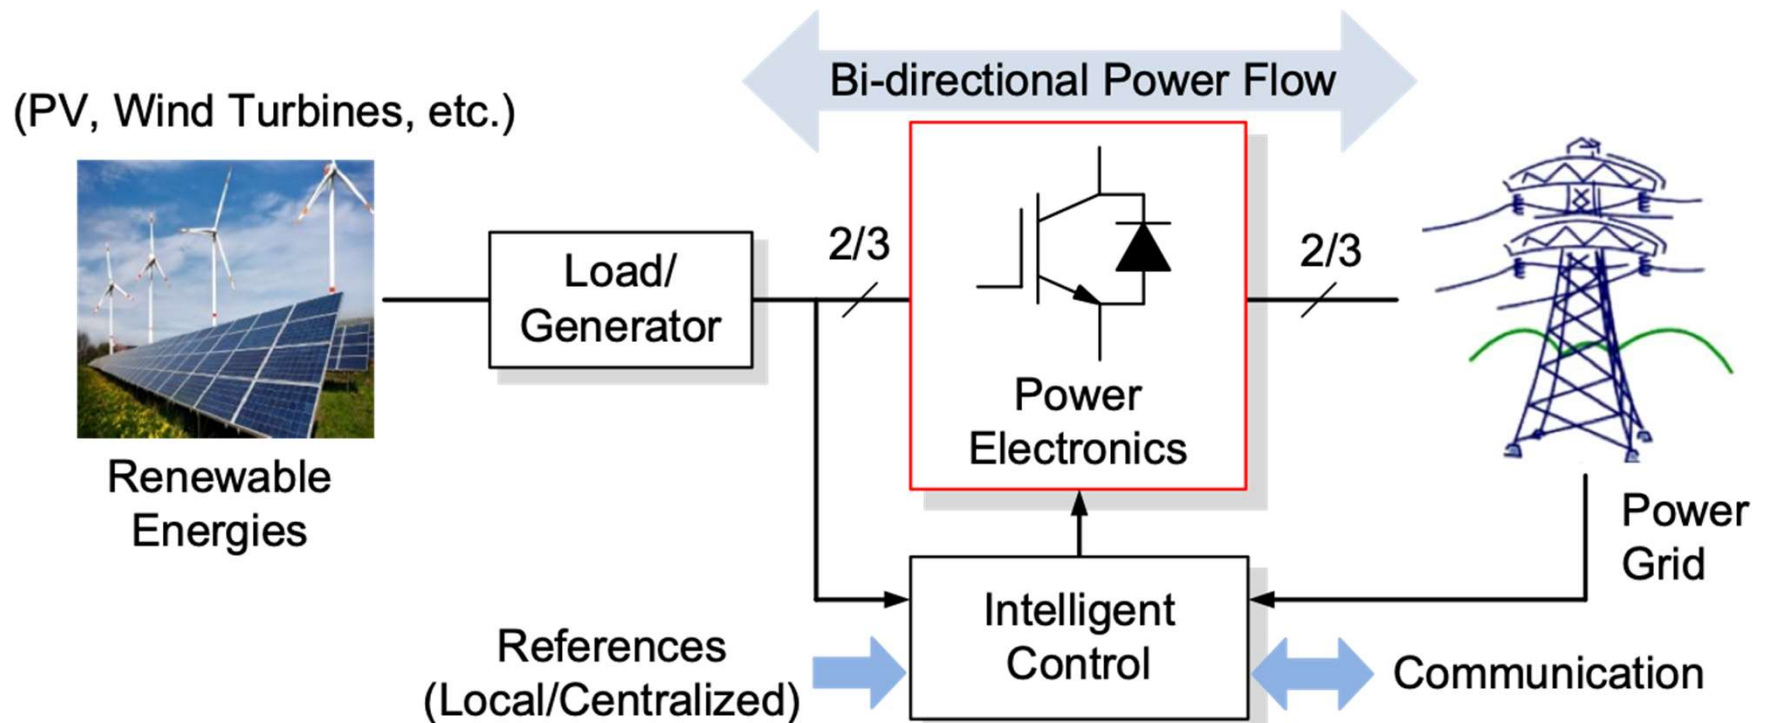 Bi-directional Power Flow
(PV, Wind Turbines, etc.)
Load/
Generator
2/3
2/3
Power
Electronics
Renewable
Energies
Power
Grid
Intelligent
Control
References
(Local/Centralized)
Communication